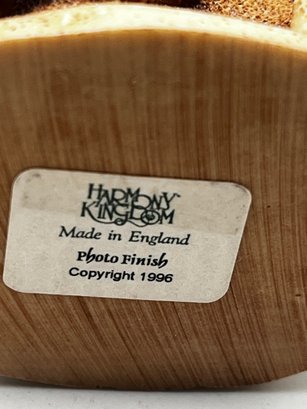 HARMONY
KINGDOM
Made in England
Photo Finish
Copyright 1996